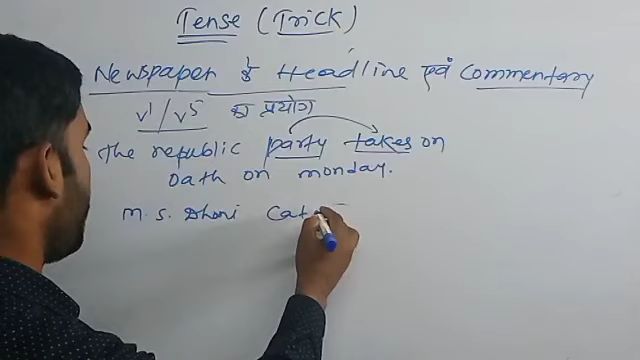 Tense (Trick)
Newspaper के Headline एवं Commentary
V1/V5 का प्रयोग
The republic party takes on
oath on monday.
M. S. Dhoni Cat